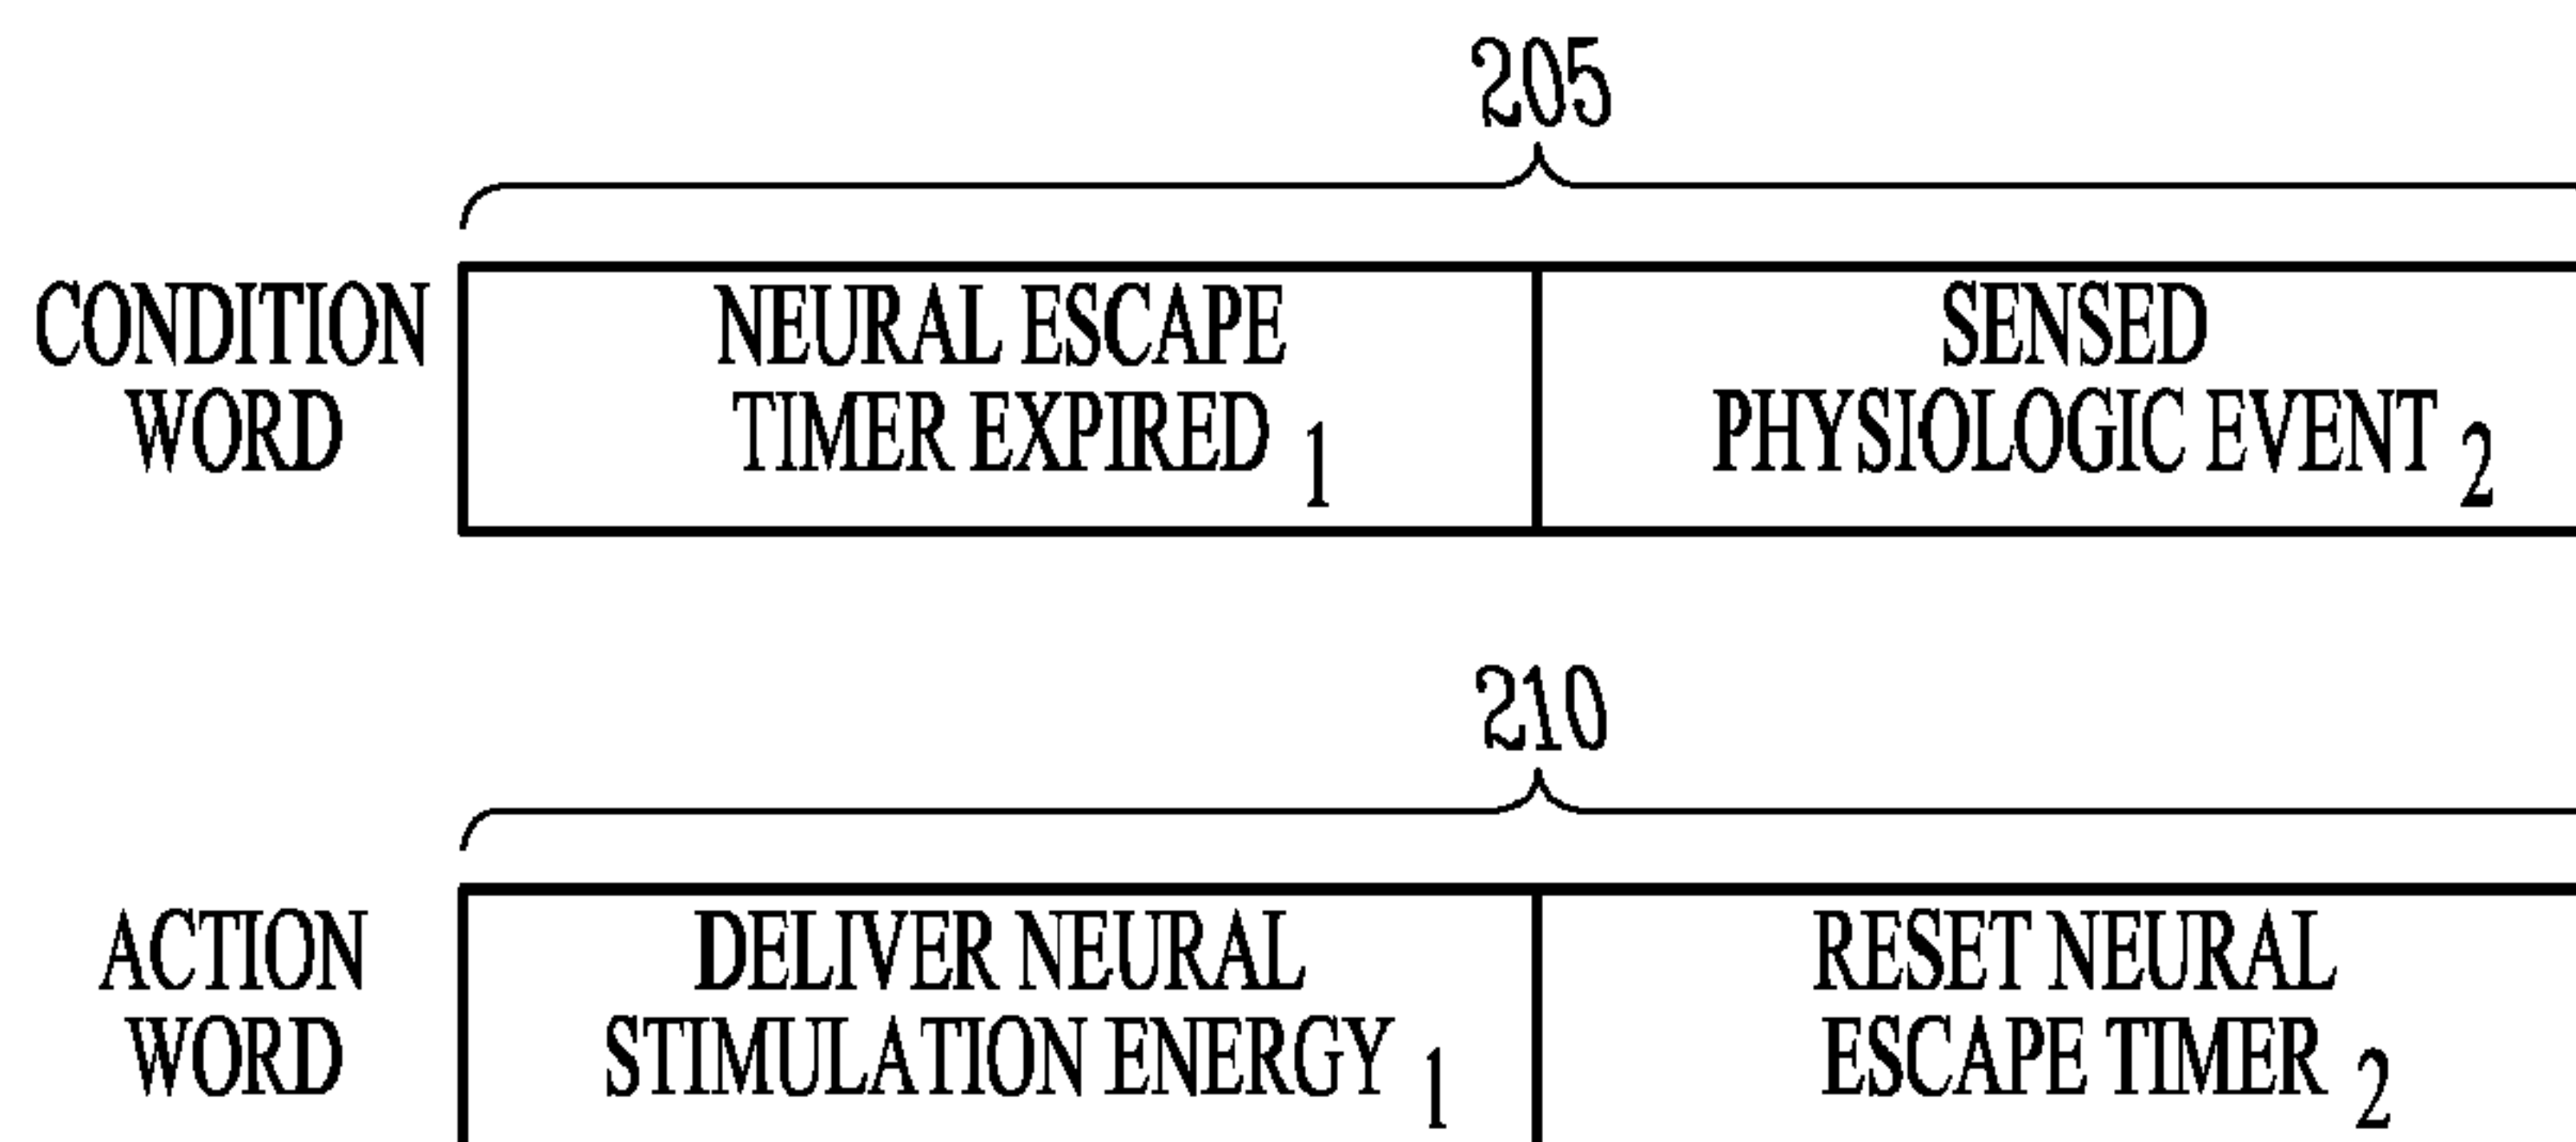 205
CONDITION
WORD
NEURAL ESCAPE
TIMER EXPIRED 1
SENSED
PHYSIOLOGIC EVENT 2
210
ACTION
WORD
DELIVER NEURAL
STIMULATION ENERGY 1
RESET NEURAL
ESCAPE TIMER 2